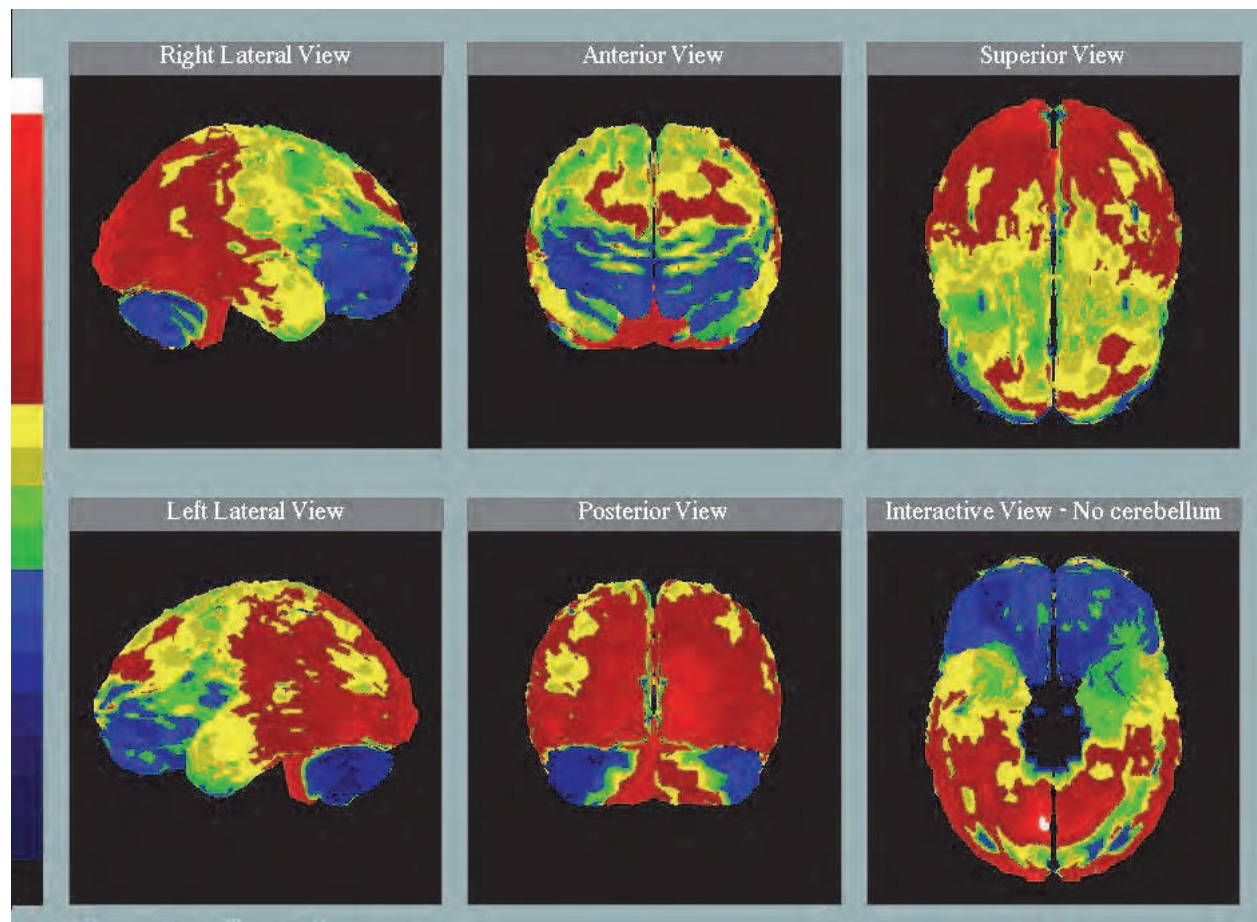 Right Lateral View
Anterior View
Superior View
Left Lateral View
Posterior View
Interactive View - No cerebellum